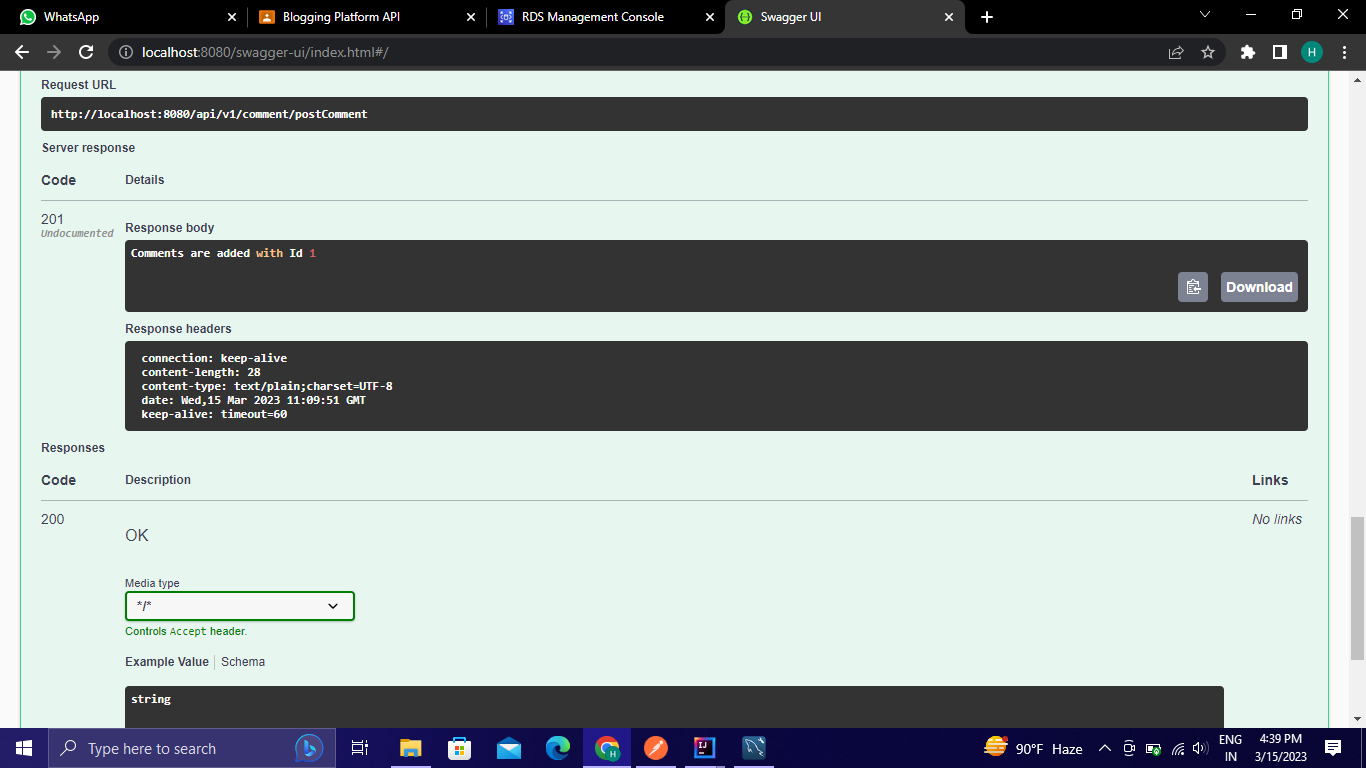 WhatsApp
Blogging Platform API
RDS Management Console
Swagger UI
localhost:8080/swagger-ui/index.html#/
H
Request URL
http://localhost:8080/api/v1/comment/postComment
Server response
Code Details
201
Undocumented
Response body
Comments are added with Id 1
Download
Response headers
connection: keep-alive
content-length: 28
content-type: text/plain;charset=UTF-8
date: Wed,15 Mar 2023 11:09:51 GMT
keep-alive: timeout=60
Responses
Code Description Links
200 No links
OK
Media type
*/*
Controls Accept header.
Example Value Schema
string
Type here to search
H
IJ
90°F Haze
ENG
IN
4:39 PM
3/15/2023